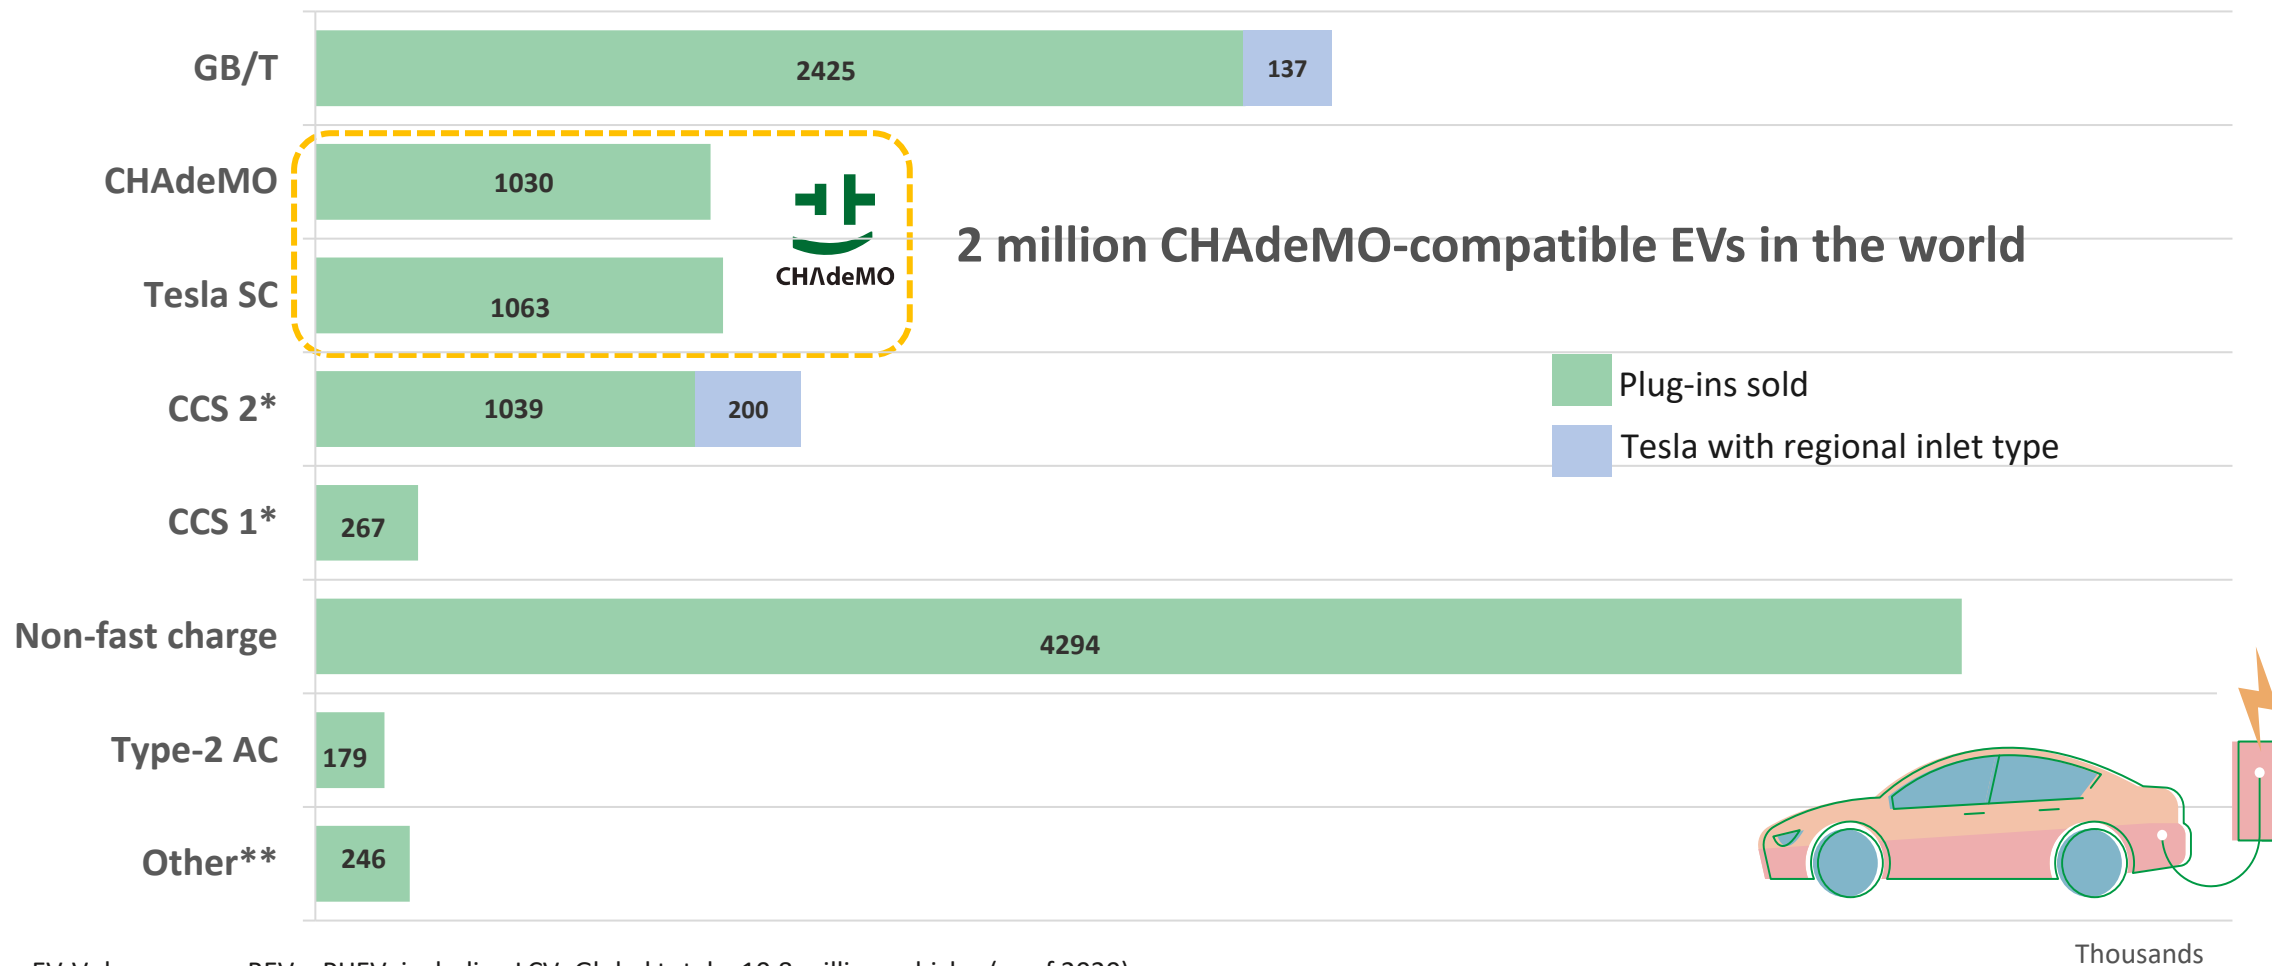 GB/T
2425
137
CHAdeMO
1030
CHAdeMO
2 million CHAdeMO-compatible EVs in the world
Tesla SC
1063
CCS 2*
1039
200
Plug-ins sold
Tesla with regional inlet type
CCS 1*
267
Non-fast charge
4294
Type-2 AC
179
Other**
246
Thousands